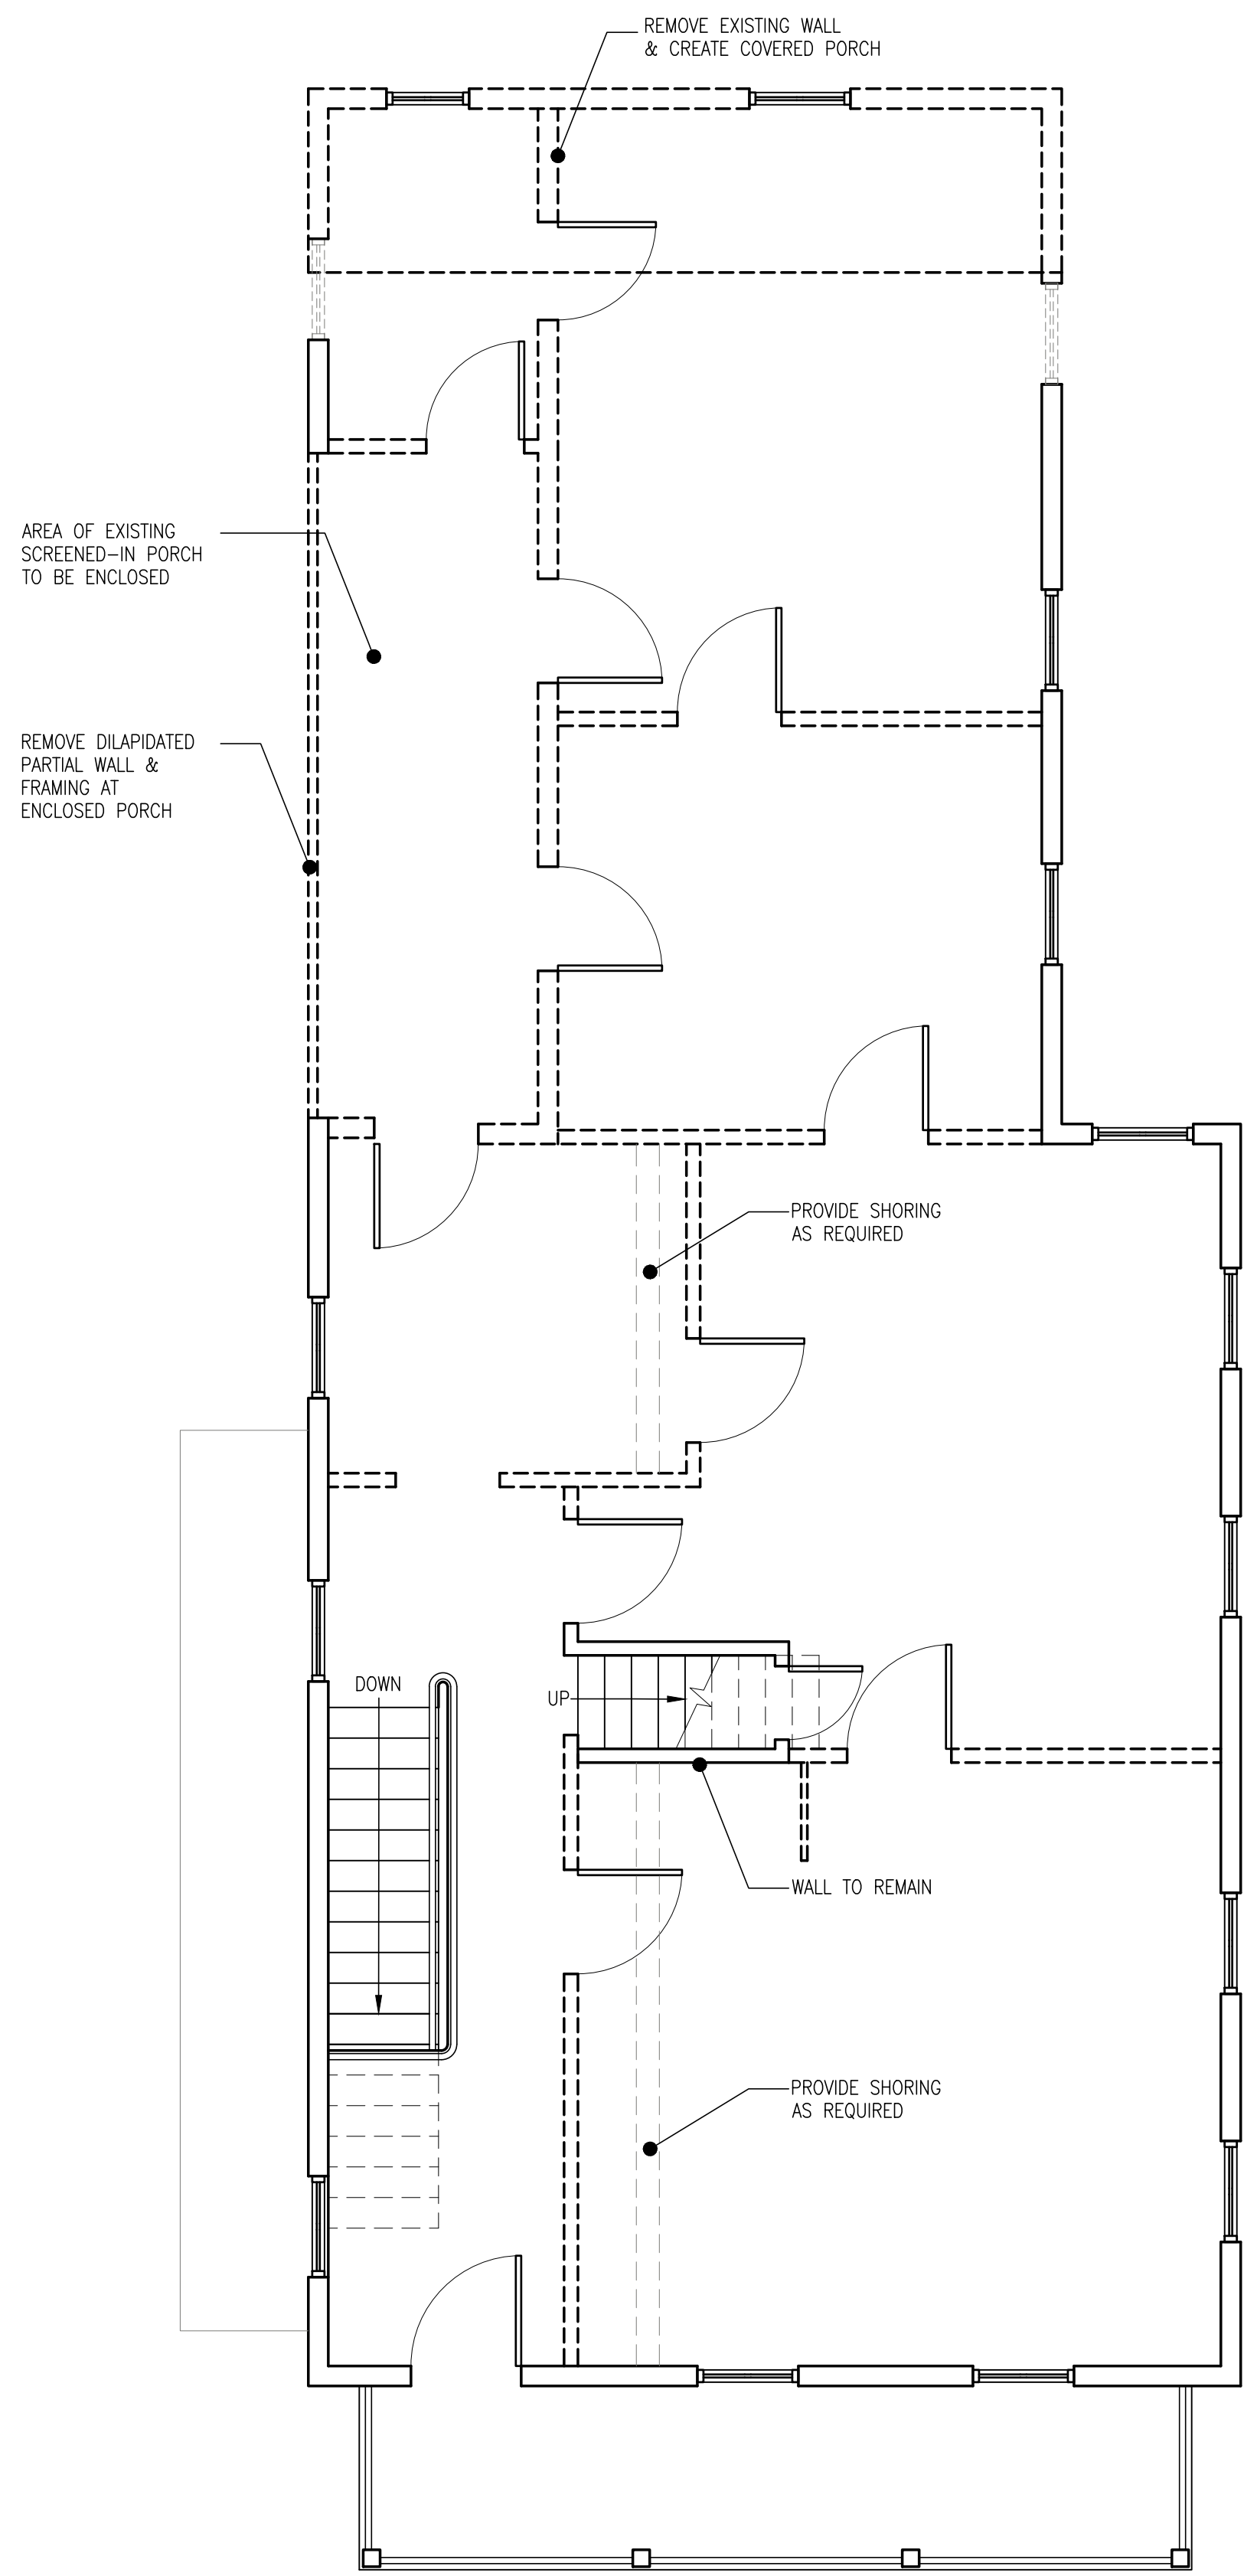 REMOVE EXISTING WALL
& CREATE COVERED PORCH
AREA OF EXISTING
SCREENED-IN PORCH
TO BE ENCLOSED
REMOVE DILAPIDATED
PARTIAL WALL &
FRAMING AT
ENCLOSED PORCH
PROVIDE SHORING
AS REQUIRED
DOWN
UP
WALL TO REMAIN
PROVIDE SHORING
AS REQUIRED